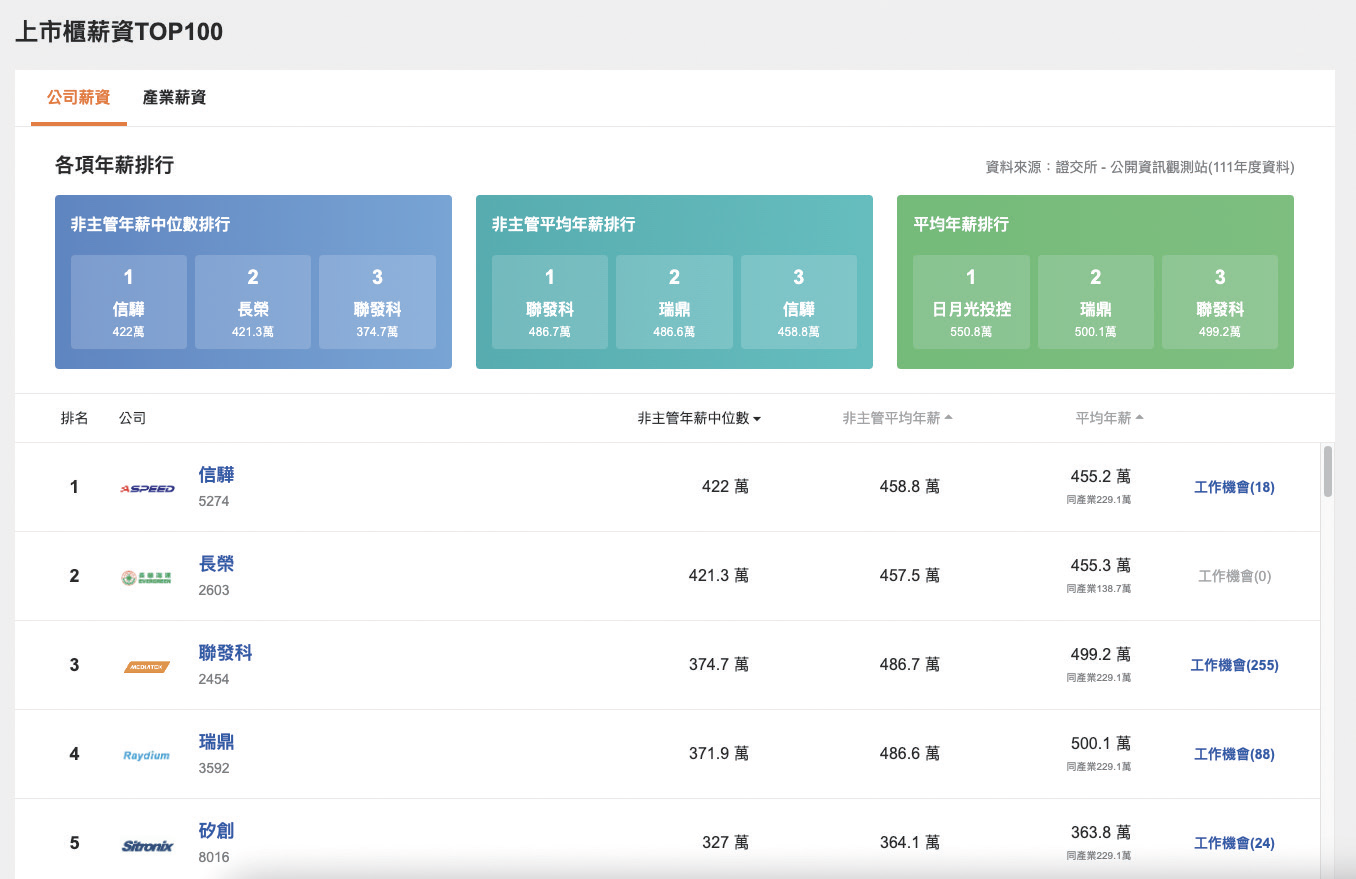 上市櫃薪資TOP100
公司薪資 產業薪資
各項年薪排行 資料來源：證交所 - 公開資訊觀測站(111年度資料)
非主管年薪中位數排行
1 2 3
信驊 長榮 聯發科
422萬 421.3萬 374.7萬
非主管平均年薪排行
1 2 3
聯發科 瑞鼎 信驊
486.7萬 486.6萬 458.8萬
平均年薪排行
1 2 3
日月光投控 瑞鼎 聯發科
550.8萬 500.1萬 499.2萬
排名 公司 非主管年薪中位數 非主管平均年薪 平均年薪
1 ASPEED 信驊 422 萬 458.8 萬 455.2 萬 工作機會(18)
5274 同產業229.1萬
2 長榮海運 長榮 421.3 萬 457.5 萬 455.3 萬 工作機會(0)
EVERGREEN 2603 同產業138.7萬
3 MEDIATEK 聯發科 374.7 萬 486.7 萬 499.2 萬 工作機會(255)
2454 同產業229.1萬
4 Raydium 瑞鼎 371.9 萬 486.6 萬 500.1 萬 工作機會(88)
3592 同產業229.1萬
5 Sitronix 矽創 327 萬 364.1 萬 363.8 萬 工作機會(24)
8016 同產業229.1萬